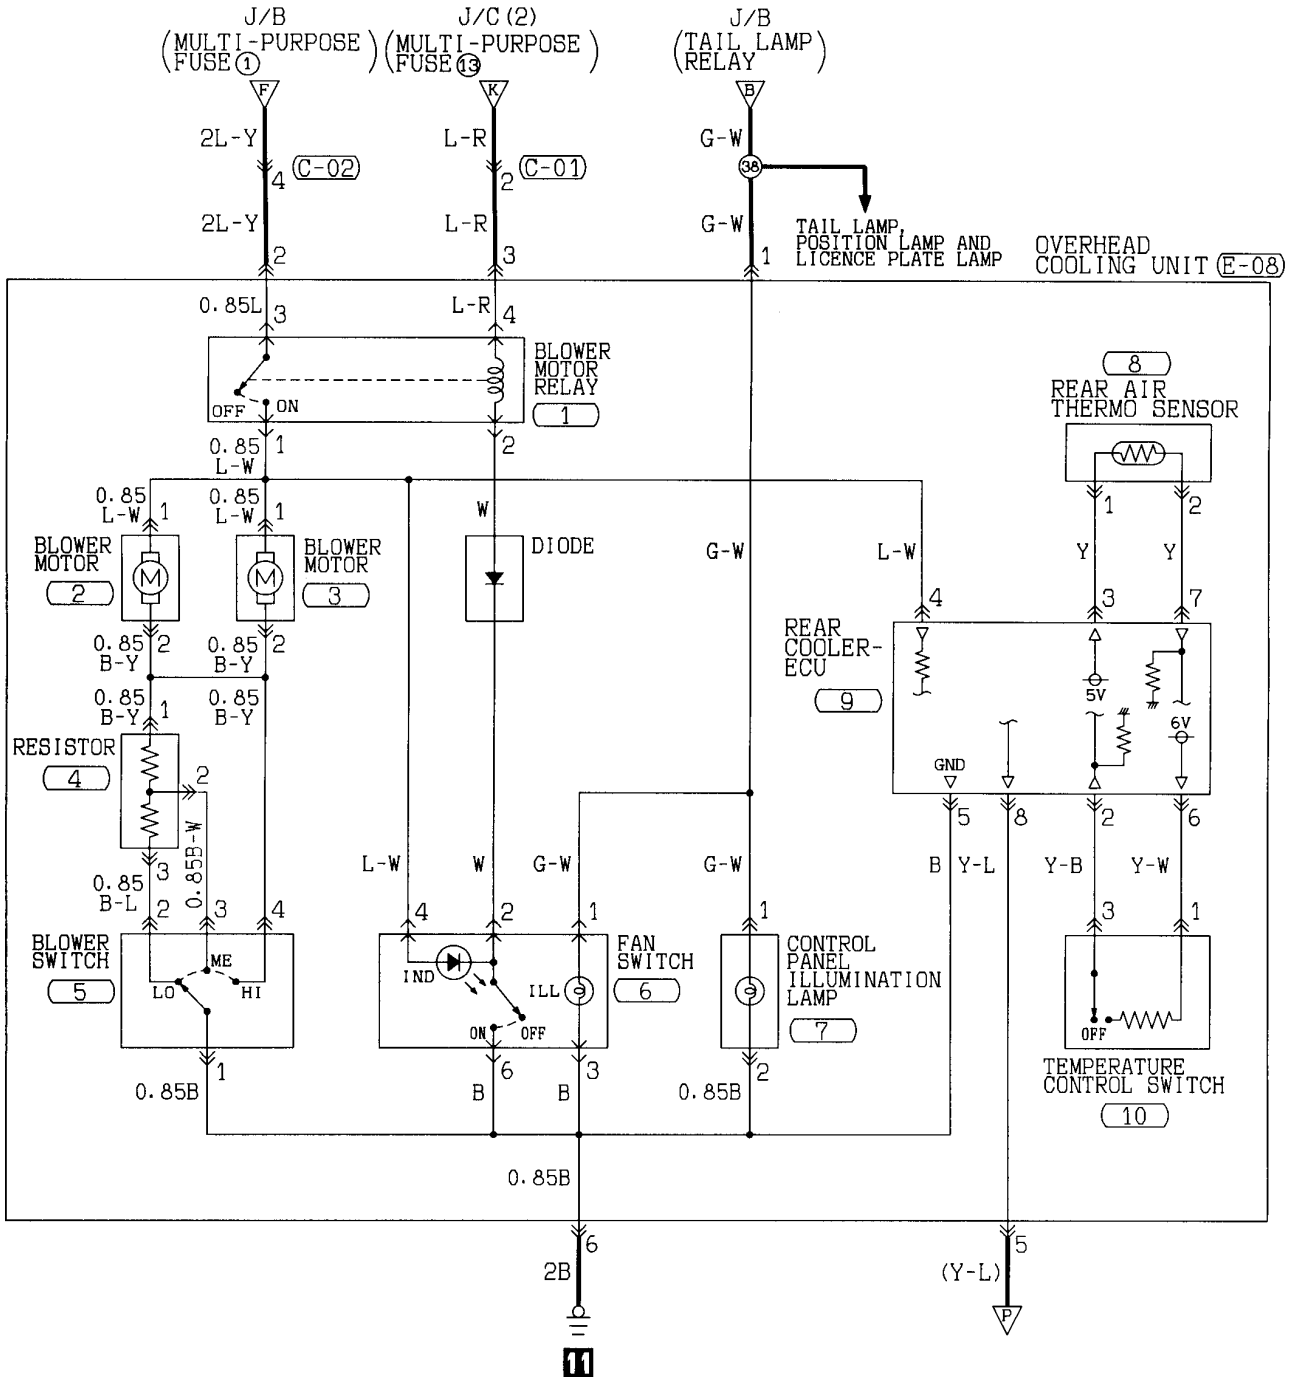 J/B
(MULTI-PURPOSE
FUSE ①)
J/C (2)
(MULTI-PURPOSE
FUSE ⑬)
J/B
(TAIL LAMP
RELAY)
F
K
B
2L-Y
L-R
G-W
4
C-02
2
C-01
38
2L-Y
L-R
G-W
2
3
1
TAIL LAMP,
POSITION LAMP AND
LICENCE PLATE LAMP
OVERHEAD
COOLING UNIT E-08
0.85L
3
L-R
4
BLOWER
MOTOR
RELAY
1
OFF
ON
8
REAR AIR
THERMO SENSOR
0.85
L-W
1
2
0.85
L-W
1
0.85
L-W
1
W
1
2
BLOWER
MOTOR
2
M
M
BLOWER
MOTOR
3
DIODE
G-W
L-W
Y
Y
4
3
7
0.85
B-Y
2
0.85
B-Y
2
REAR
COOLER-
ECU
9
5V
6V
GND
0.85
B-Y
1
0.85
B-Y
RESISTOR
4
2
3
0.85B-W
0.85
B-L
5
8
2
6
L-W
W
G-W
G-W
B
Y-L
Y-B
Y-W
2
3
4
4
2
1
1
3
1
BLOWER
SWITCH
5
LO
ME
HI
IND
ILL
ON
OFF
FAN
SWITCH
6
CONTROL
PANEL
ILLUMINATION
LAMP
7
OFF
1
0.85B
6
B
3
B
2
0.85B
TEMPERATURE
CONTROL SWITCH
10
0.85B
6
2B
5
(Y-L)
P
11